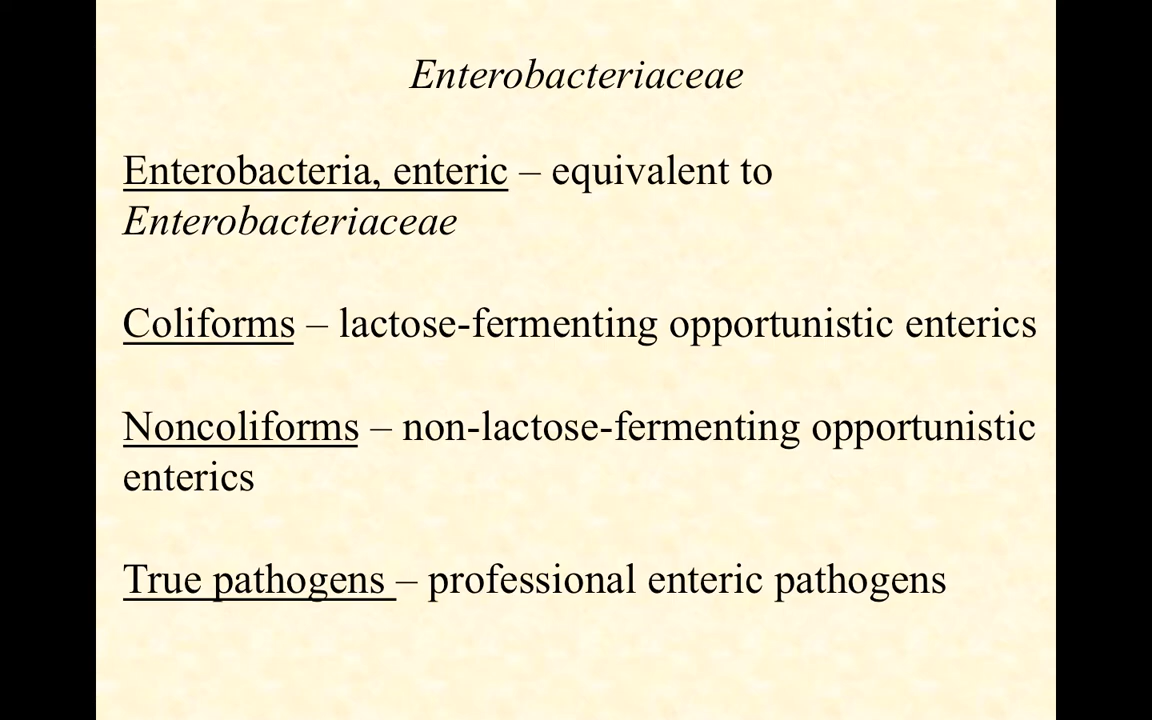 Enterobacteriaceae
Enterobacteria, enteric – equivalent to
Enterobacteriaceae
Coliforms – lactose-fermenting opportunistic enterics
Noncoliforms – non-lactose-fermenting opportunistic
enterics
True pathogens – professional enteric pathogens